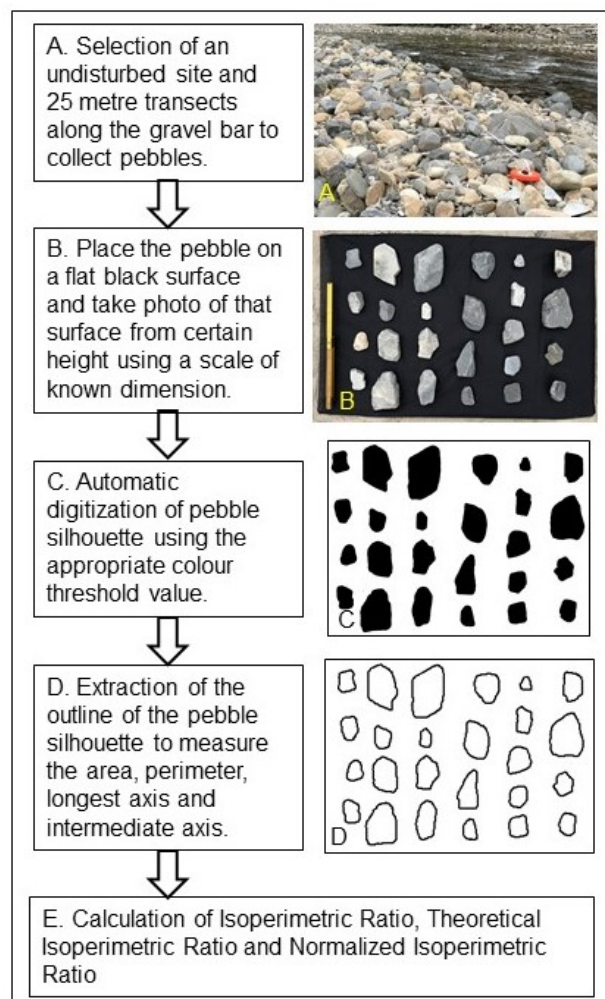 A. Selection of an
undisturbed site and
25 metre transects
along the gravel bar to
collect pebbles.
A
B. Place the pebble on
a flat black surface
and take photo of that
surface from certain
height using a scale of
known dimension.
B
C. Automatic
digitization of pebble
silhouette using the
appropriate colour
threshold value.
C
D. Extraction of the
outline of the pebble
silhouette to measure
the area, perimeter,
longest axis and
intermediate axis.
D
E. Calculation of Isoperimetric Ratio, Theoretical
Isoperimetric Ratio and Normalized Isoperimetric
Ratio